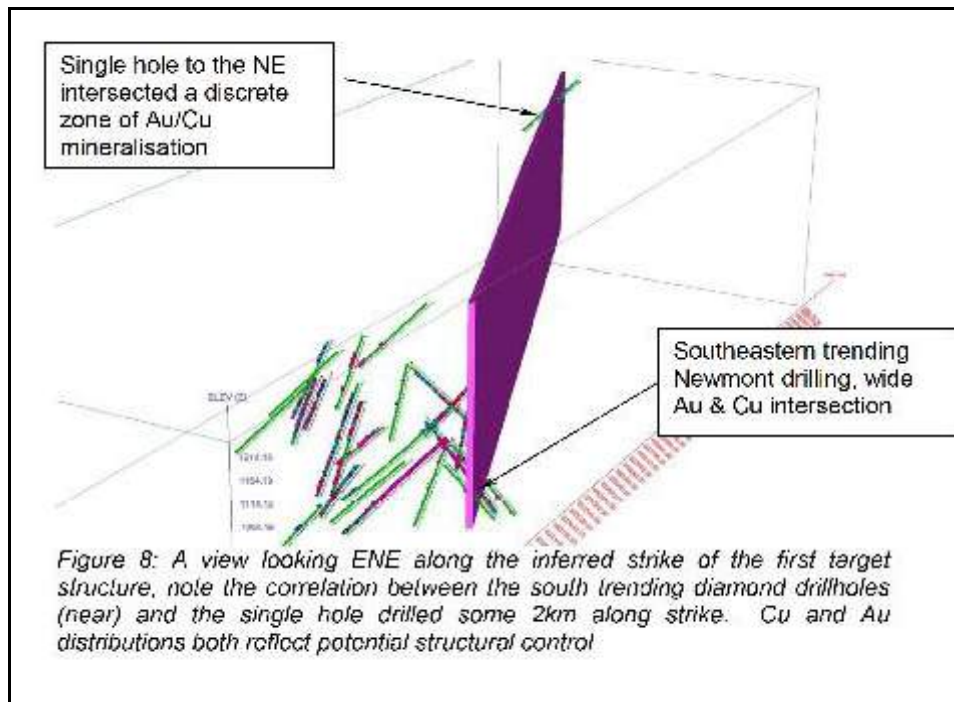 Single hole to the NE
intersected a discrete
zone of Au/Cu
mineralisation
Southeastern trending
Newmont drilling, wide
Au & Cu intersection
ELEV (Z)
Figure 8: A view looking ENE along the inferred strike of the first target
structure, note the correlation between the south trending diamond drillholes
(near) and the single hole drilled some 2km along strike. Cu and Au
distributions both reflect potential structural control